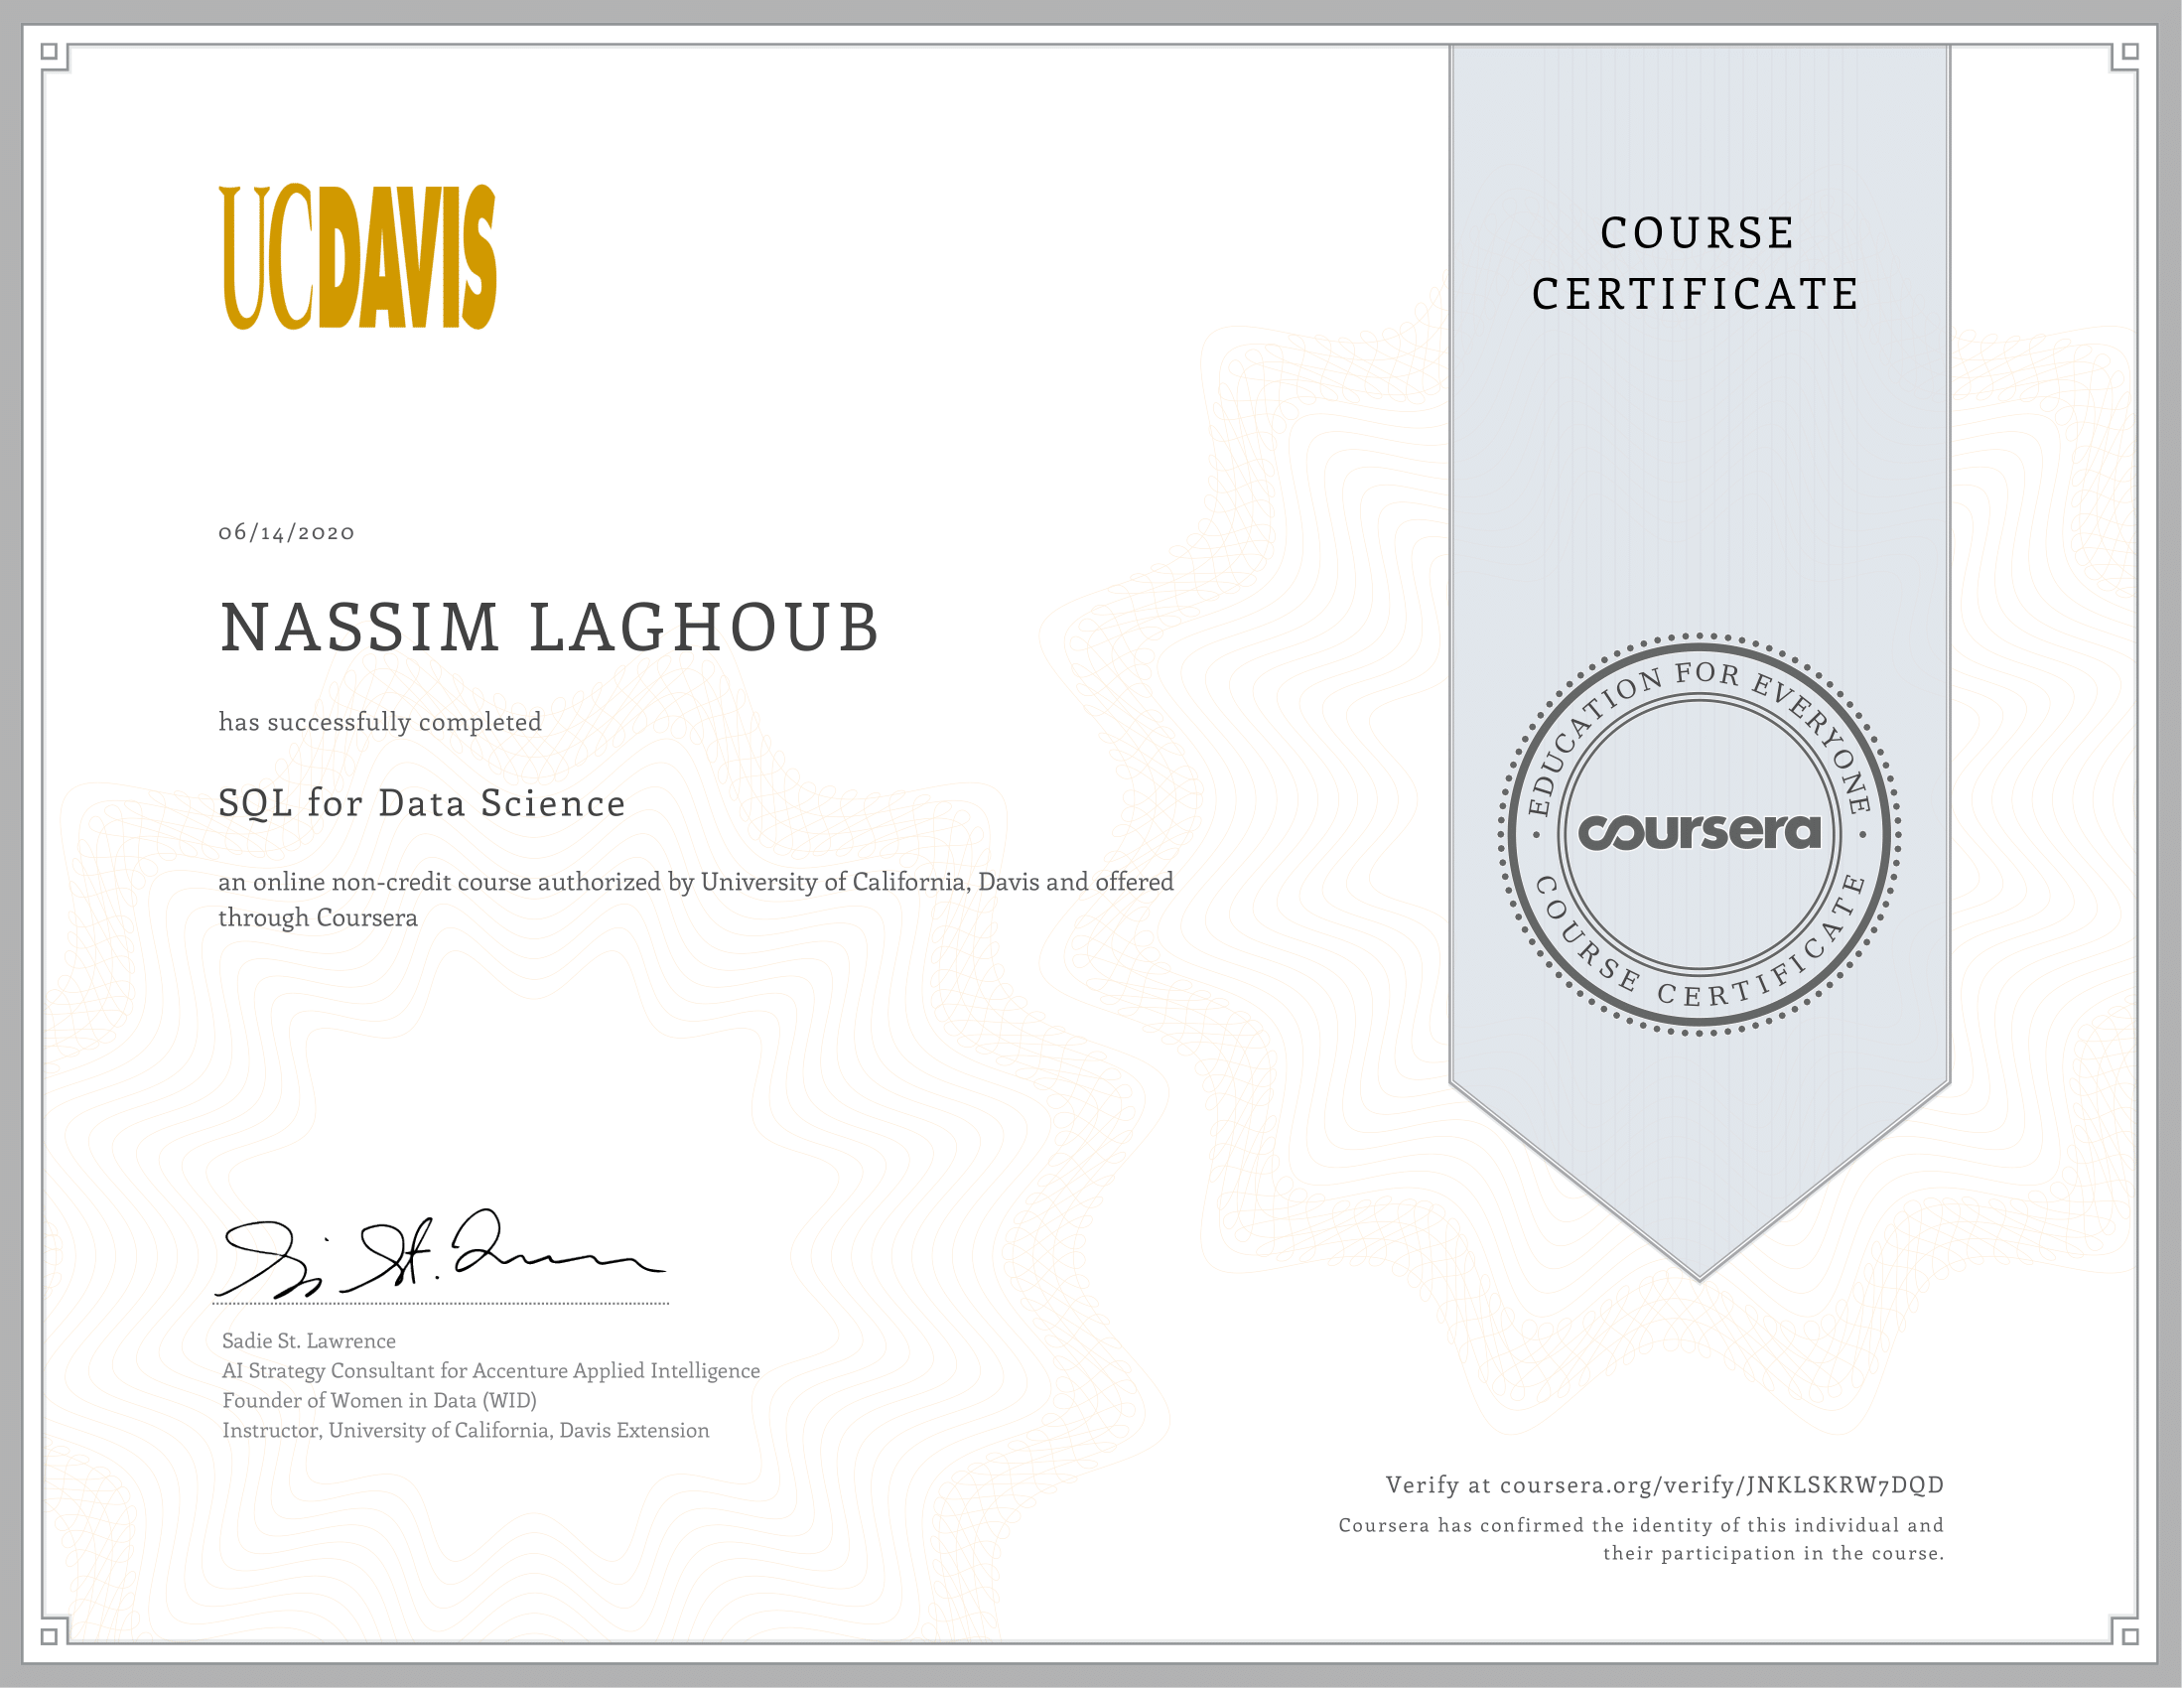 UCDAVIS
COURSE
CERTIFICATE
06/14/2020
NASSIM LAGHOUB
has successfully completed
SQL for Data Science
an online non-credit course authorized by University of California, Davis and offered
through Coursera
EDUCATION FOR EVERYONE
coursera
COURSE CERTIFICATE
Sadie St. Lawrence
AI Strategy Consultant for Accenture Applied Intelligence
Founder of Women in Data (WID)
Instructor, University of California, Davis Extension
Verify at coursera.org/verify/JNKLSKRW7DQD
Coursera has confirmed the identity of this individual and
their participation in the course.